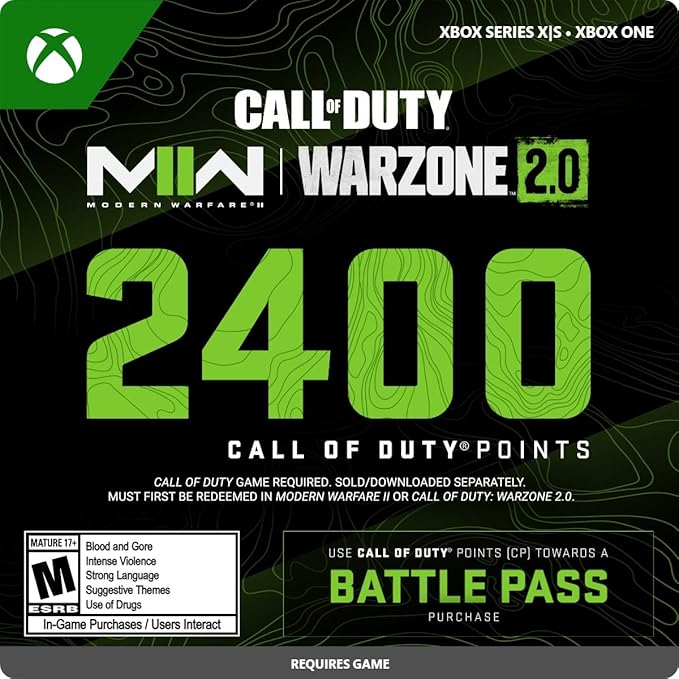 XBOX SERIES X|S • XBOX ONE
CALL OF DUTY®
MWII | WARZONE™ 2.0
MODERN WARFARE® II
2400
CALL OF DUTY® POINTS
CALL OF DUTY GAME REQUIRED. SOLD/DOWNLOADED SEPARATELY.
MUST FIRST BE REDEEMED IN MODERN WARFARE II OR CALL OF DUTY: WARZONE 2.0.
MATURE 17+
M
ESRB
Blood and Gore
Intense Violence
Strong Language
Suggestive Themes
Use of Drugs
In-Game Purchases / Users Interact
USE CALL OF DUTY® POINTS (CP) TOWARDS A
BATTLE PASS
PURCHASE
REQUIRES GAME